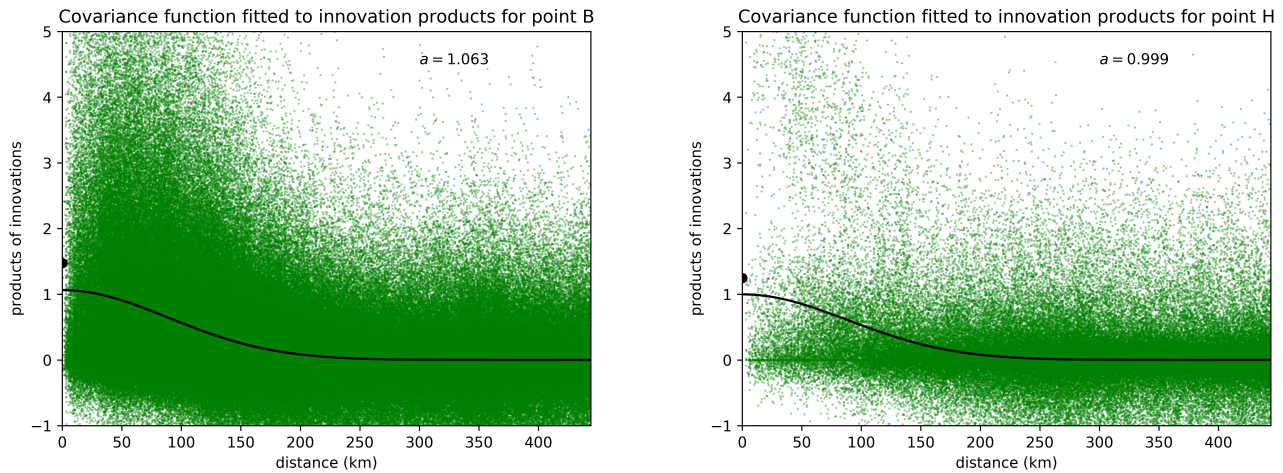 Covariance function fitted to innovation products for point B
a = 1.063
5
4
3
2
1
0
−1
products of innovations
0 50 100 150 200 250 300 350 400
distance (km)
Covariance function fitted to innovation products for point H
a = 0.999
5
4
3
2
1
0
−1
products of innovations
0 50 100 150 200 250 300 350 400
distance (km)